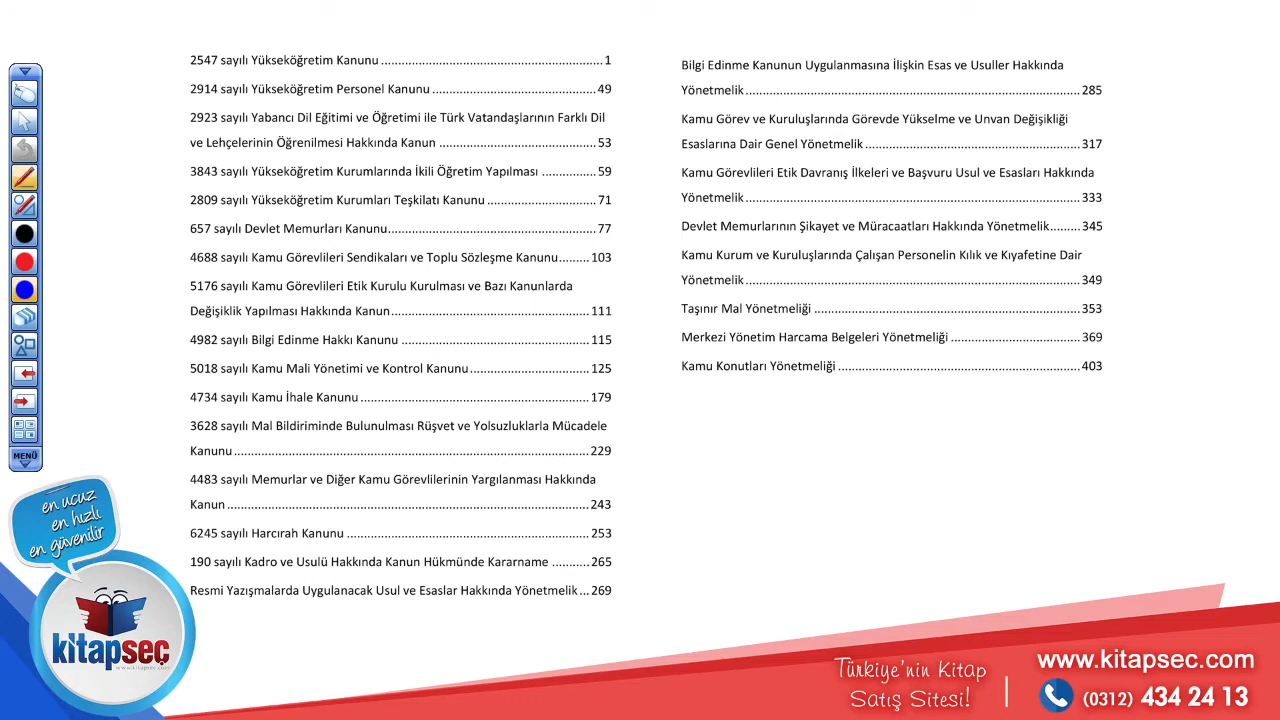 2547 sayılı Yükseköğretim Kanunu ................................................................ 1
2914 sayılı Yükseköğretim Personel Kanunu ................................................ 49
2923 sayılı Yabancı Dil Eğitimi ve Öğretimi ile Türk Vatandaşlarının Farklı Dil
ve Lehçelerinin Öğrenilmesi Hakkında Kanun .............................................. 53
3843 sayılı Yükseköğretim Kurumlarında İkili Öğretim Yapılması ................ 59
2809 sayılı Yükseköğretim Kurumları Teşkilatı Kanunu ................................ 71
657 sayılı Devlet Memurları Kanunu............................................................. 77
4688 sayılı Kamu Görevlileri Sendikaları ve Toplu Sözleşme Kanunu......... 103
5176 sayılı Kamu Görevlileri Etik Kurulu Kurulması ve Bazı Kanunlarda
Değişiklik Yapılması Hakkında Kanun.......................................................... 111
4982 sayılı Bilgi Edinme Hakkı Kanunu ....................................................... 115
5018 sayılı Kamu Mali Yönetimi ve Kontrol Kanunu................................... 125
4734 sayılı Kamu İhale Kanunu ................................................................... 179
3628 sayılı Mal Bildiriminde Bulunulması Rüşvet ve Yolsuzluklarla Mücadele
Kanunu........................................................................................................ 229
4483 sayılı Memurlar ve Diğer Kamu Görevlilerinin Yargılanması Hakkında
Kanun .......................................................................................................... 243
6245 sayılı Harcırah Kanunu ....................................................................... 253
190 sayılı Kadro ve Usulü Hakkında Kanun Hükmünde Kararname ........... 265
Resmi Yazışmalarda Uygulanacak Usul ve Esaslar Hakkında Yönetmelik ... 269
Bilgi Edinme Kanunun Uygulanmasına İlişkin Esas ve Usuller Hakkında
Yönetmelik.................................................................................................. 285
Kamu Görev ve Kuruluşlarında Görevde Yükselme ve Unvan Değişikliği
Esaslarına Dair Genel Yönetmelik ............................................................... 317
Kamu Görevlileri Etik Davranış İlkeleri ve Başvuru Usul ve Esasları Hakkında
Yönetmelik.................................................................................................. 333
Devlet Memurlarının Şikayet ve Müracaatları Hakkında Yönetmelik......... 345
Kamu Kurum ve Kuruluşlarında Çalışan Personelin Kılık ve Kıyafetine Dair
Yönetmelik.................................................................................................. 349
Taşınır Mal Yönetmeliği .............................................................................. 353
Merkezi Yönetim Harcama Belgeleri Yönetmeliği ...................................... 369
Kamu Konutları Yönetmeliği ....................................................................... 403
MENÜ
en ucuz
en hızlı
en güvenilir
kitapseç
www.kitapsec.com
Türkiye'nin Kitap
Satış Sitesi!
www.kitapsec.com
(0312) 434 24 13